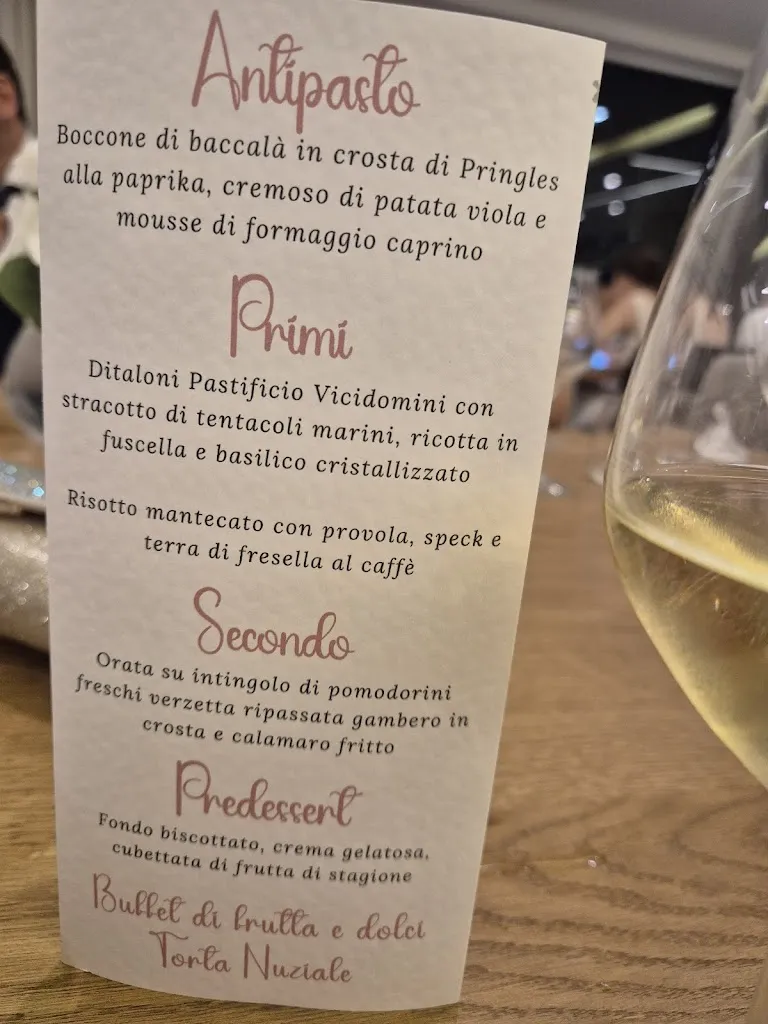 Antipasto
Boccone di baccalà in crosta di Pringles
alla paprika, cremoso di patata viola e
mousse di formaggio caprino
Primi
Ditaloni Pastificio Vicidomini con
stracotto di tentacoli marini, ricotta in
fuscella e basilico cristallizzato
Risotto mantecato con provola, speck e
terra di fresella al caffè
Secondo
Orata su intingolo di pomodorini
freschi verzetta ripassata gambero in
crosta e calamaro fritto
Predessert
Fondo biscottato, crema gelatosa,
cubettata di frutta di stagione
Buffet di frutta e dolci
Torta Nuziale